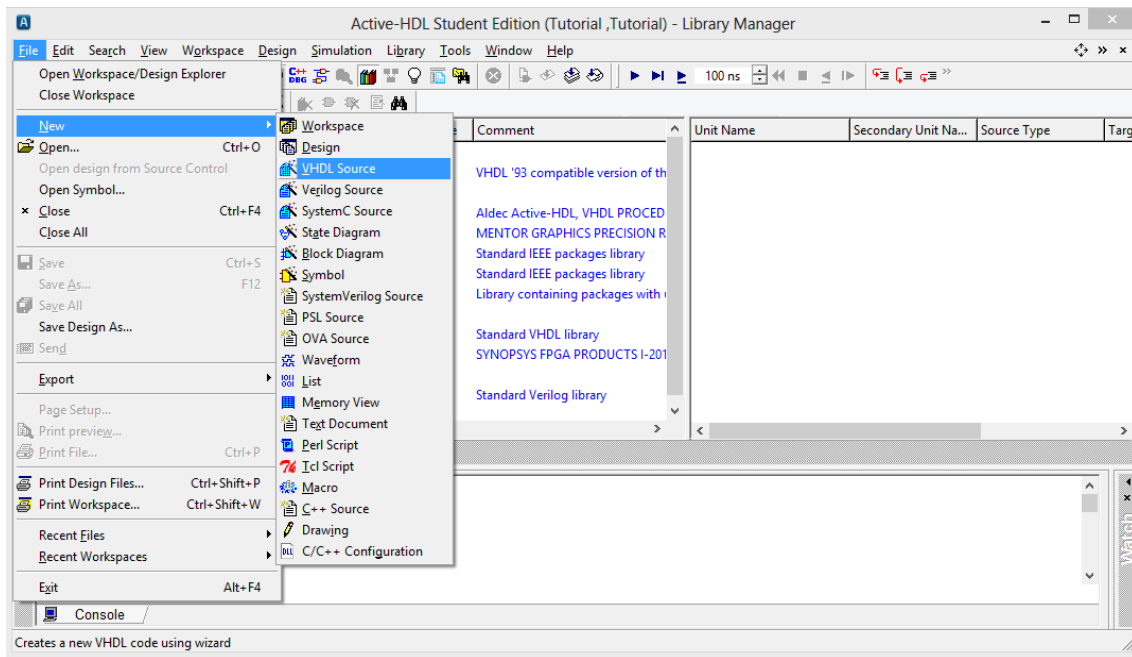 Active-HDL Student Edition (Tutorial ,Tutorial) - Library Manager
File Edit Search View Workspace Design Simulation Library Tools Window Help
100 ns
Open Workspace/Design Explorer
Close Workspace
New
Open... Ctrl+O
Open design from Source Control
Open Symbol...
Close Ctrl+F4
Close All
Save Ctrl+S
Save As... F12
Save All
Save Design As...
Send
Export
Page Setup...
Print preview...
Print File... Ctrl+P
Print Design Files... Ctrl+Shift+P
Print Workspace... Ctrl+Shift+W
Recent Files
Recent Workspaces
Exit Alt+F4
Workspace
Design
VHDL Source
Verilog Source
SystemC Source
State Diagram
Block Diagram
Symbol
SystemVerilog Source
PSL Source
OVA Source
Waveform
List
Memory View
Text Document
Perl Script
Tcl Script
Macro
C++ Source
Drawing
C/C++ Configuration
Comment
VHDL '93 compatible version of th
Aldec Active-HDL, VHDL PROCED
MENTOR GRAPHICS PRECISION R
Standard IEEE packages library
Standard IEEE packages library
Library containing packages with
Standard VHDL library
SYNOPSYS FPGA PRODUCTS I-201
Standard Verilog library
Unit Name Secondary Unit Na... Source Type Targ
Watch
Console
Creates a new VHDL code using wizard